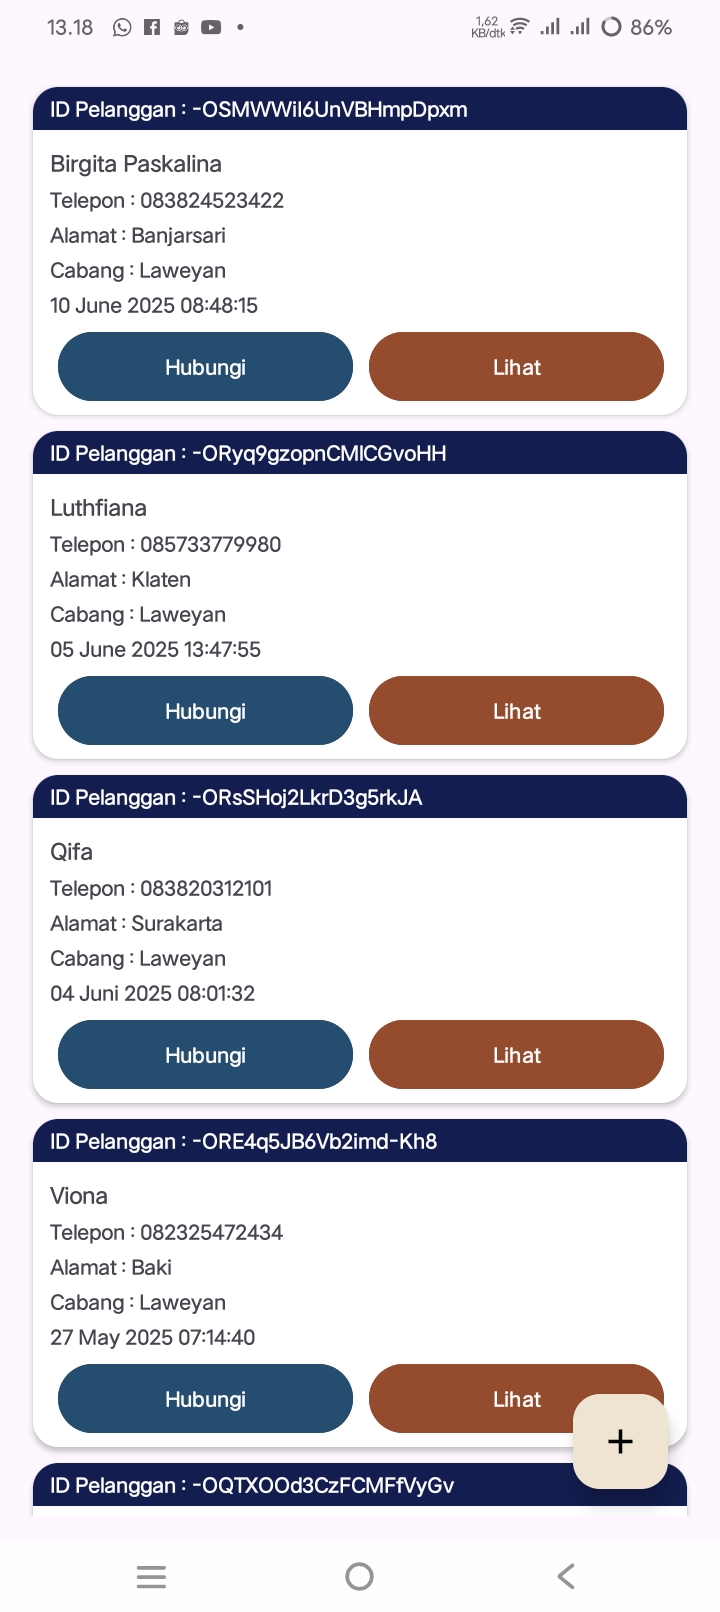 13.18
1,62
KB/dtk
86%
ID Pelanggan : -OSMWWiI6UnVBHmpDpxm
Birgita Paskalina
Telepon : 083824523422
Alamat : Banjarsari
Cabang : Laweyan
10 June 2025 08:48:15
Hubungi
Lihat
ID Pelanggan : -ORyq9gzopnCMICGvoHH
Luthfiana
Telepon : 085733779980
Alamat : Klaten
Cabang : Laweyan
05 June 2025 13:47:55
Hubungi
Lihat
ID Pelanggan : -ORsSHoj2LkrD3g5rkJA
Qifa
Telepon : 083820312101
Alamat : Surakarta
Cabang : Laweyan
04 Juni 2025 08:01:32
Hubungi
Lihat
ID Pelanggan : -ORE4q5JB6Vb2imd-Kh8
Viona
Telepon : 082325472434
Alamat : Baki
Cabang : Laweyan
27 May 2025 07:14:40
Hubungi
Lihat
+
ID Pelanggan : -OQTXOOd3CzFCMFfVyGv